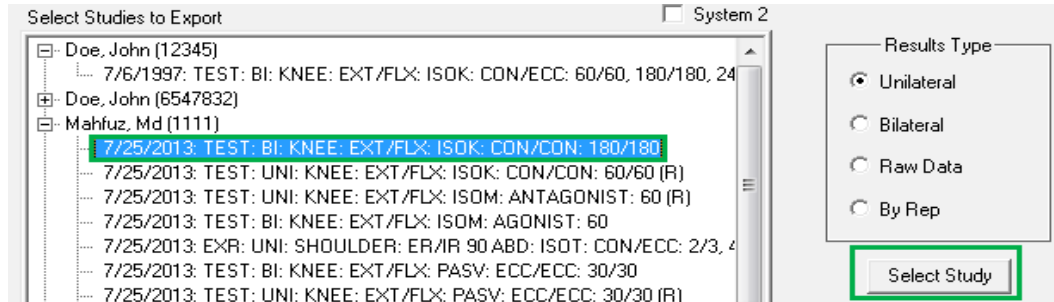 Select Studies to Export
System 2
Doe, John (12345)
7/6/1997: TEST: BI: KNEE: EXT/FLX: ISOK: CON/ECC: 60/60, 180/180, 24
Doe, John (6547832)
Mahfuz, Md (1111)
7/25/2013: TEST: BI: KNEE: EXT/FLX: ISOK: CON/CON: 180/180
7/25/2013: TEST: UNI: KNEE: EXT/FLX: ISOK: CON/CON: 60/60 (R)
7/25/2013: TEST: UNI: KNEE: EXT/FLX: ISOM: ANTAGONIST: 60 (R)
7/25/2013: TEST: BI: KNEE: EXT/FLX: ISOM: AGONIST: 60
7/25/2013: EXR: UNI: SHOULDER: ER/IR 90 ABD: ISOT: CON/ECC: 2/3, 4
7/25/2013: TEST: BI: KNEE: EXT/FLX: PASV: ECC/ECC: 30/30
7/25/2013: TEST: UNI: KNEE: EXT/FLX: PASV: ECC/ECC: 30/30 (R)
Results Type
Unilateral
Bilateral
Raw Data
By Rep
Select Study